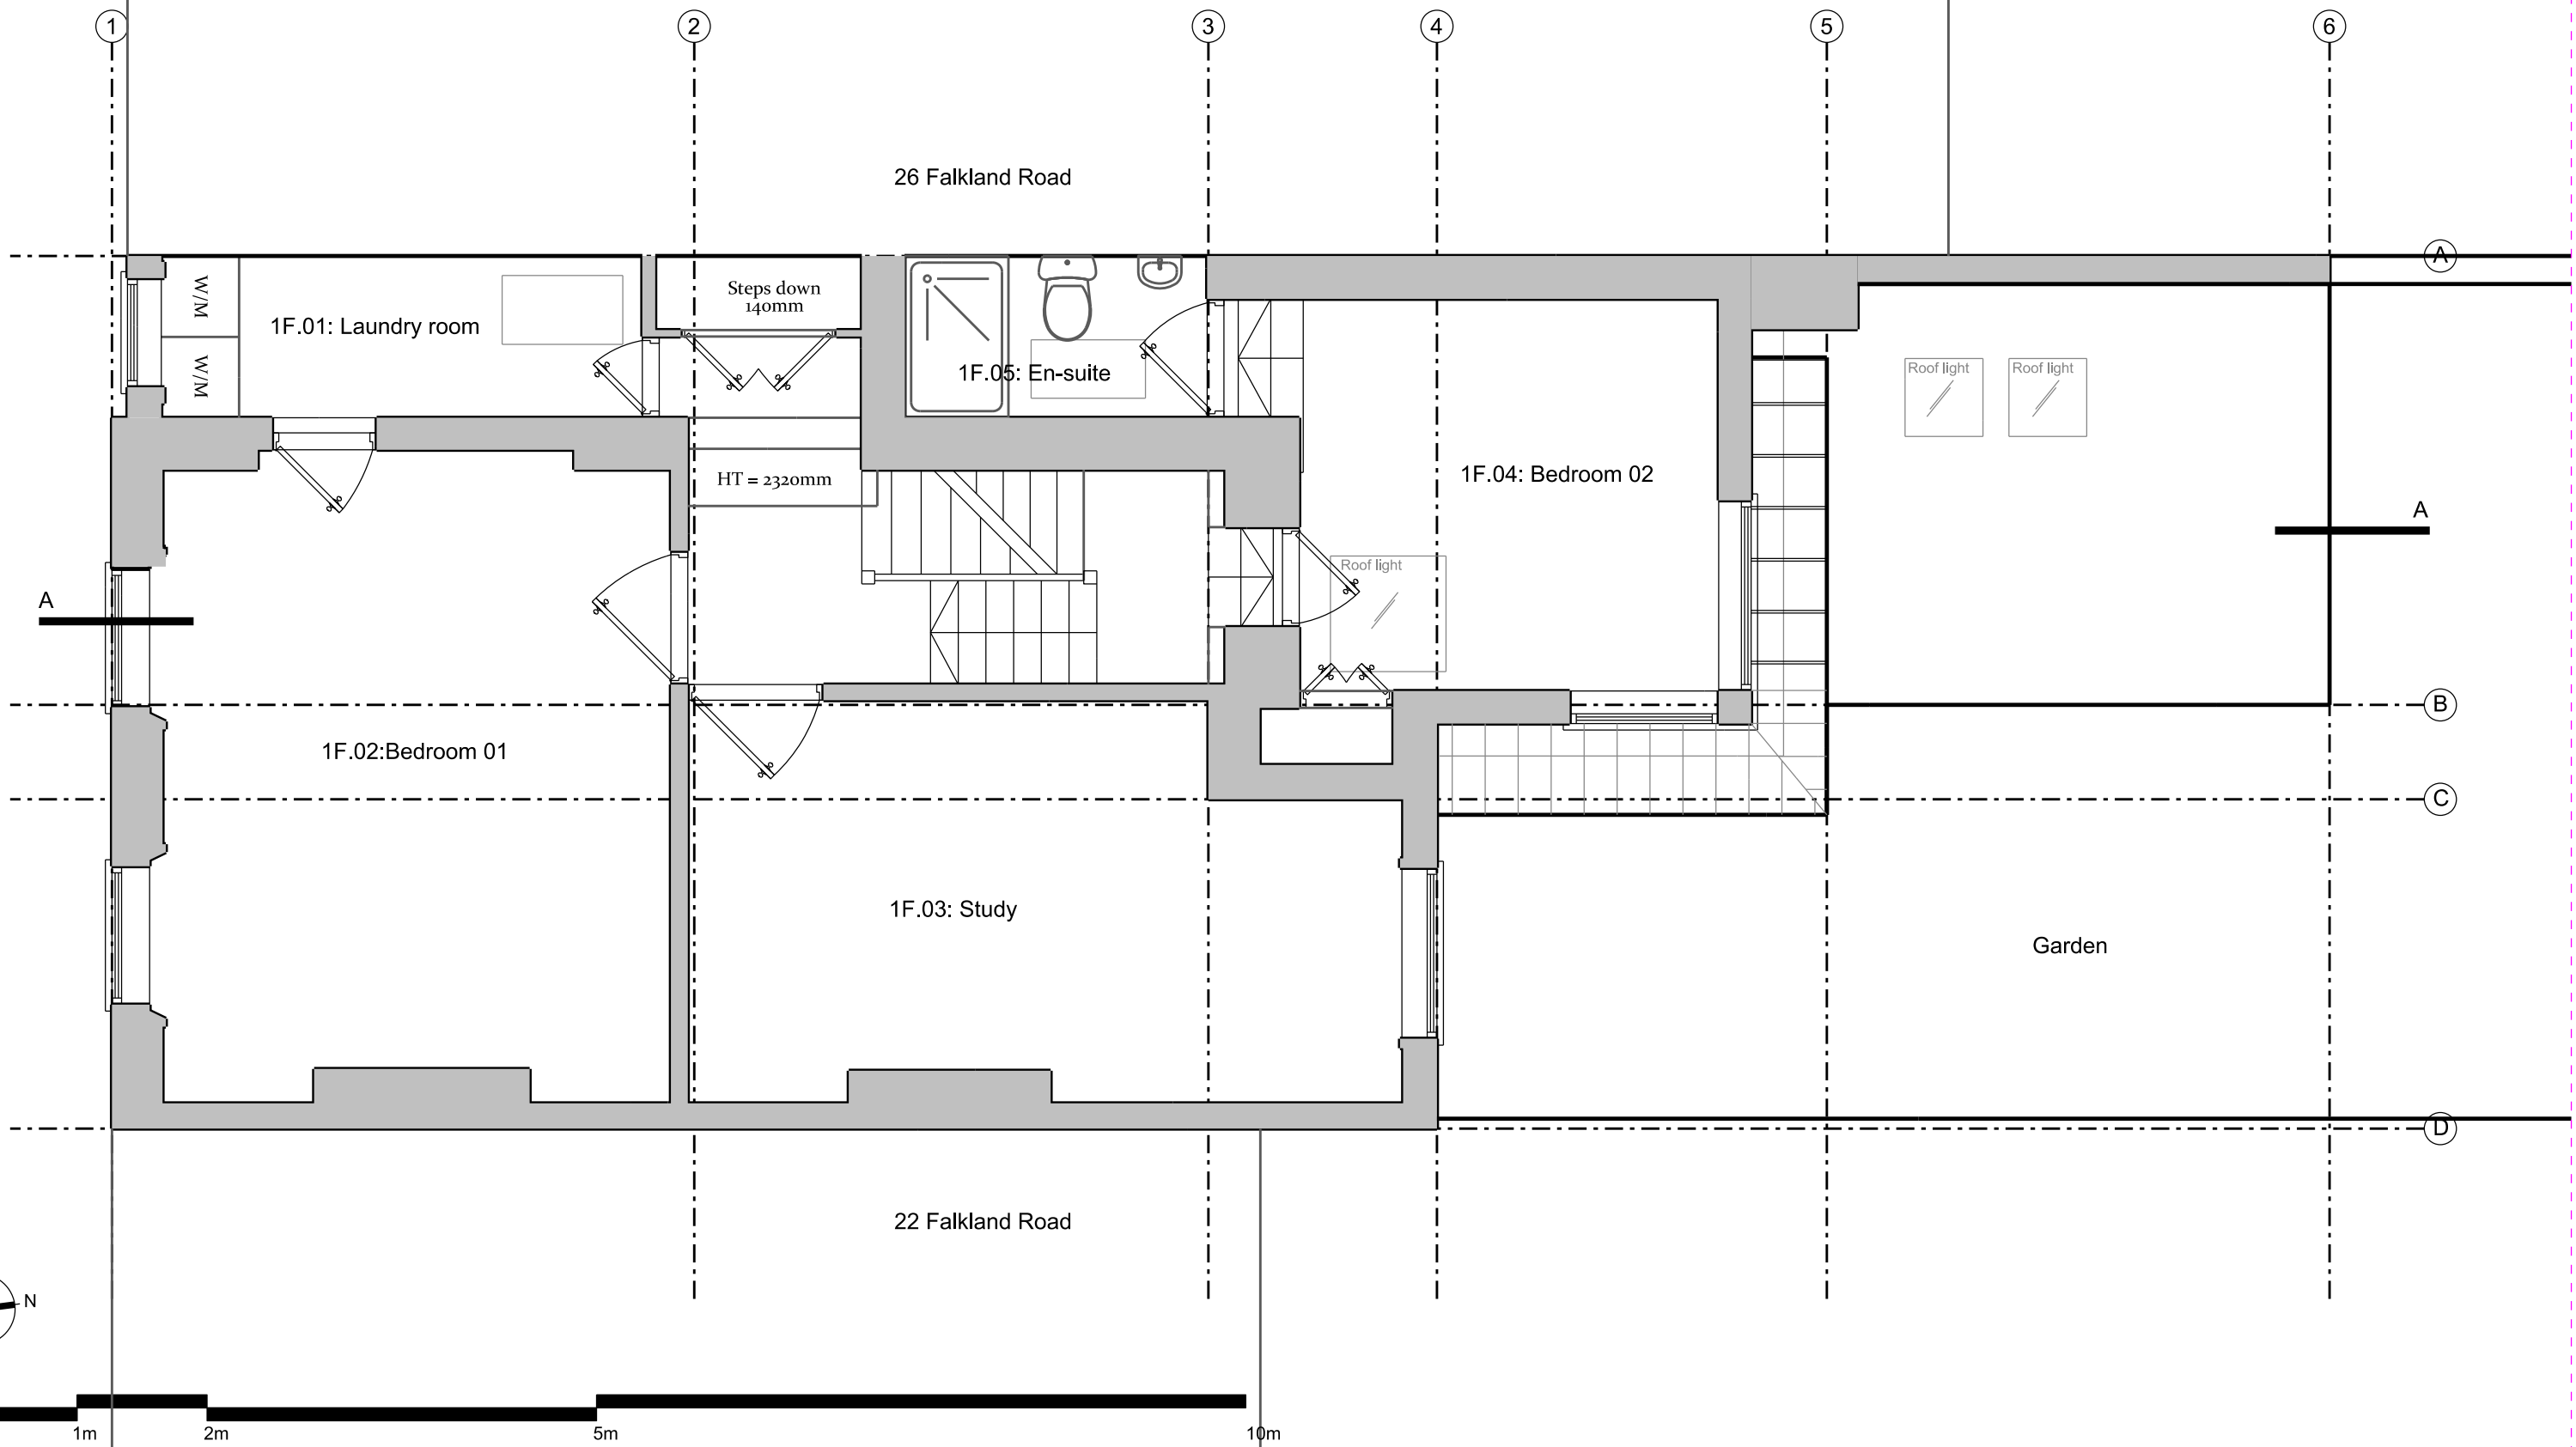 1
2
3
4
5
6
26 Falkland Road
A
Steps down
140mm
W/M
1F.01: Laundry room
W/M
1F.05: En-suite
Roof light
Roof light
HT = 2320mm
1F.04: Bedroom 02
A
Roof light
A
B
1F.02:Bedroom 01
C
1F.03: Study
Garden
D
22 Falkland Road
N
1m
2m
5m
10m